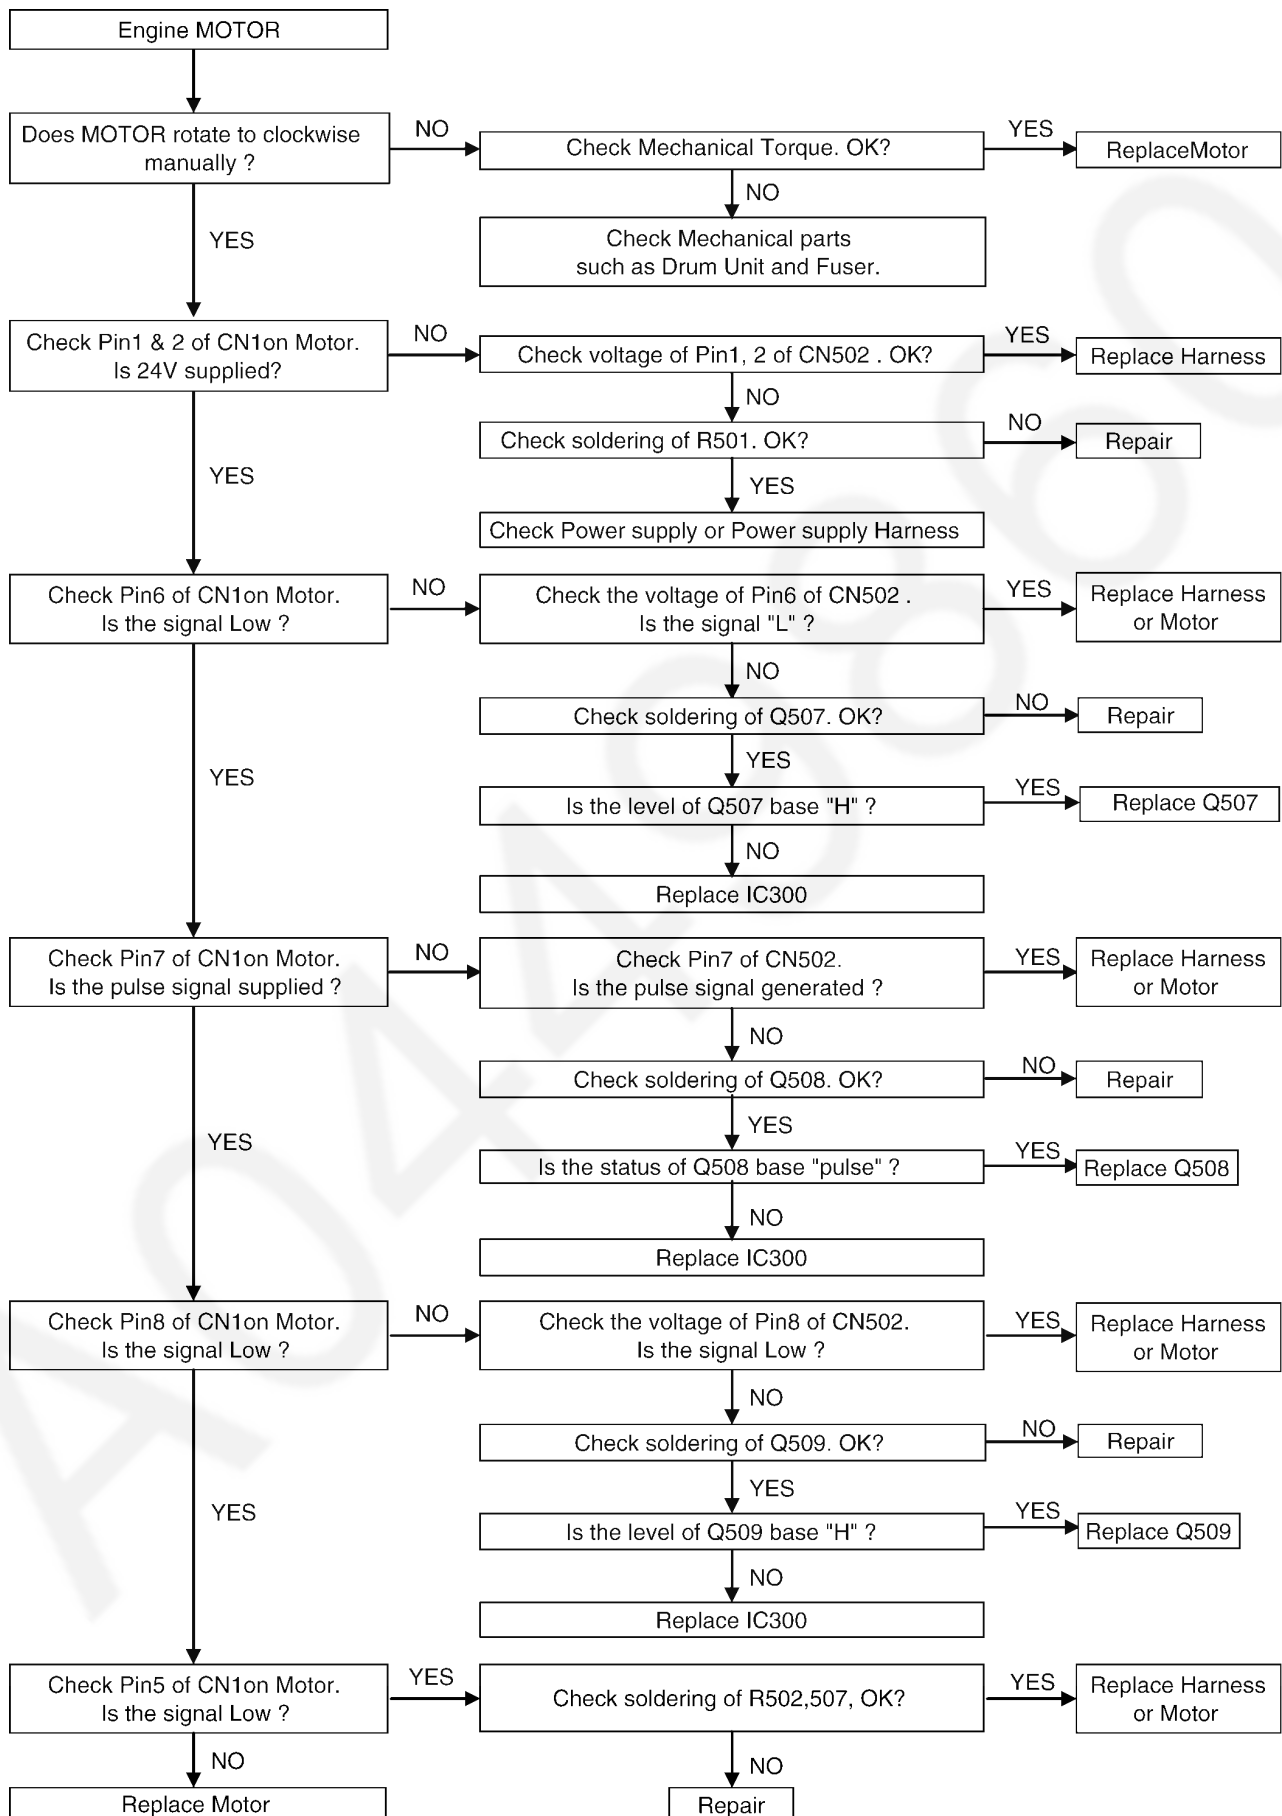 Engine MOTOR
Does MOTOR rotate to clockwise
manually ?
NO
Check Mechanical Torque. OK?
YES
ReplaceMotor
NO
YES
Check Mechanical parts
such as Drum Unit and Fuser.
Check Pin1 & 2 of CN1on Motor.
Is 24V supplied?
NO
Check voltage of Pin1, 2 of CN502 . OK?
YES
Replace Harness
NO
Check soldering of R501. OK?
NO
Repair
YES
YES
Check Power supply or Power supply Harness
Check Pin6 of CN1on Motor.
Is the signal Low ?
NO
Check the voltage of Pin6 of CN502 .
Is the signal "L" ?
YES
Replace Harness
or Motor
NO
Check soldering of Q507. OK?
NO
Repair
YES
YES
Is the level of Q507 base "H" ?
YES
Replace Q507
NO
Replace IC300
Check Pin7 of CN1on Motor.
Is the pulse signal supplied ?
NO
Check Pin7 of CN502.
Is the pulse signal generated ?
YES
Replace Harness
or Motor
NO
Check soldering of Q508. OK?
NO
Repair
YES
YES
Is the status of Q508 base "pulse" ?
YES
Replace Q508
NO
Replace IC300
Check Pin8 of CN1on Motor.
Is the signal Low ?
NO
Check the voltage of Pin8 of CN502.
Is the signal Low ?
YES
Replace Harness
or Motor
NO
Check soldering of Q509. OK?
NO
Repair
YES
YES
Is the level of Q509 base "H" ?
YES
Replace Q509
NO
Replace IC300
Check Pin5 of CN1on Motor.
Is the signal Low ?
YES
Check soldering of R502,507, OK?
YES
Replace Harness
or Motor
NO
NO
Replace Motor
Repair
A0449860